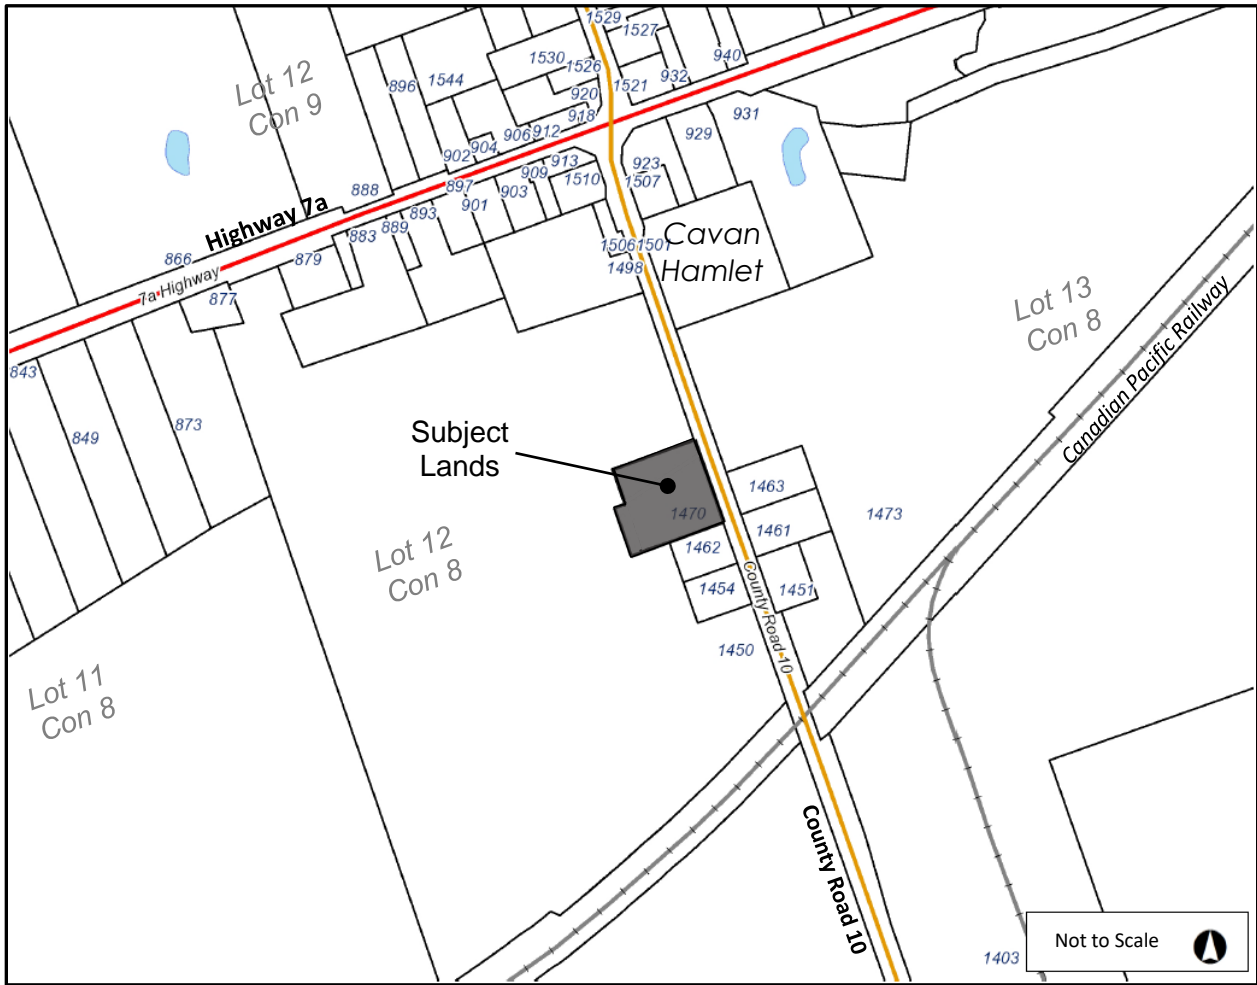 1529
1527
940
1530
1526
932
Lot 12
Con 9
896
1544
1521
920
918
931
929
906
912
904
902
913
923
909
1510
1507
888
897
903
901
893
889
883
Highway 7a
Cavan
Hamlet
1506
1501
1498
866
879
7a Highway
877
Lot 13
Con 8
Canadian Pacific Railway
843
849
873
Subject
Lands
1463
1470
1473
1461
1462
Lot 12
Con 8
1454
1451
County Road 10
1450
Lot 11
Con 8
County Road 10
Not to Scale
1403